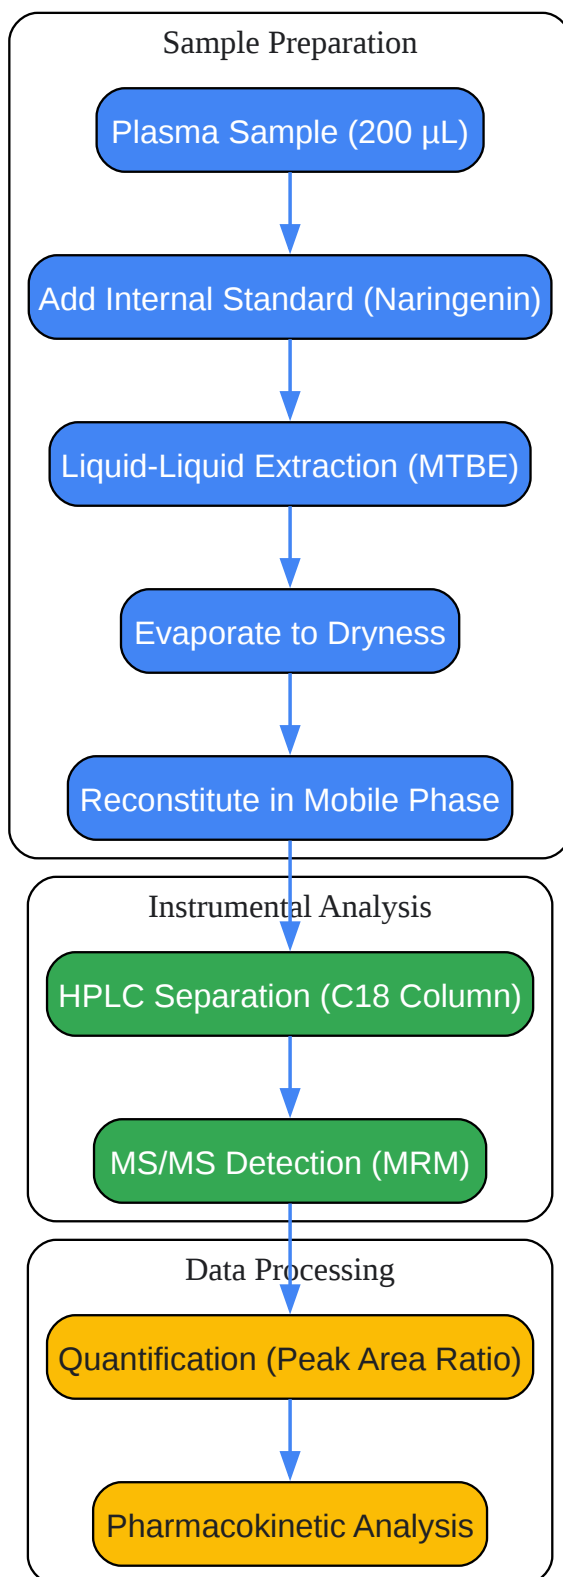 Sample Preparation
Plasma Sample (200 µL)
Add Internal Standard (Naringenin)
Liquid-Liquid Extraction (MTBE)
Evaporate to Dryness
Reconstitute in Mobile Phase
Instrumental Analysis
HPLC Separation (C18 Column)
MS/MS Detection (MRM)
Data Processing
Quantification (Peak Area Ratio)
Pharmacokinetic Analysis